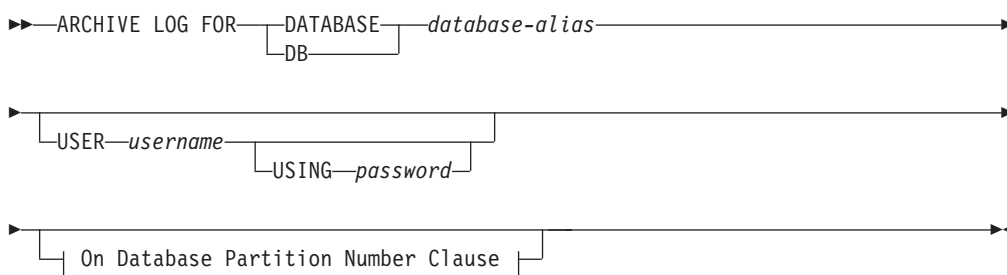 ARCHIVE LOG FOR DATABASE database-alias
DB
USER username
USING password
On Database Partition Number Clause